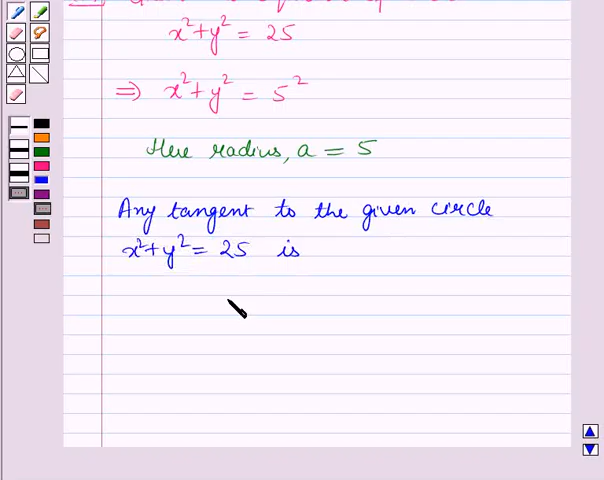 x²+y² = 25
⇒ x²+y² = 5²
Here radius, a = 5
Any tangent to the given circle
x²+y² = 25 is